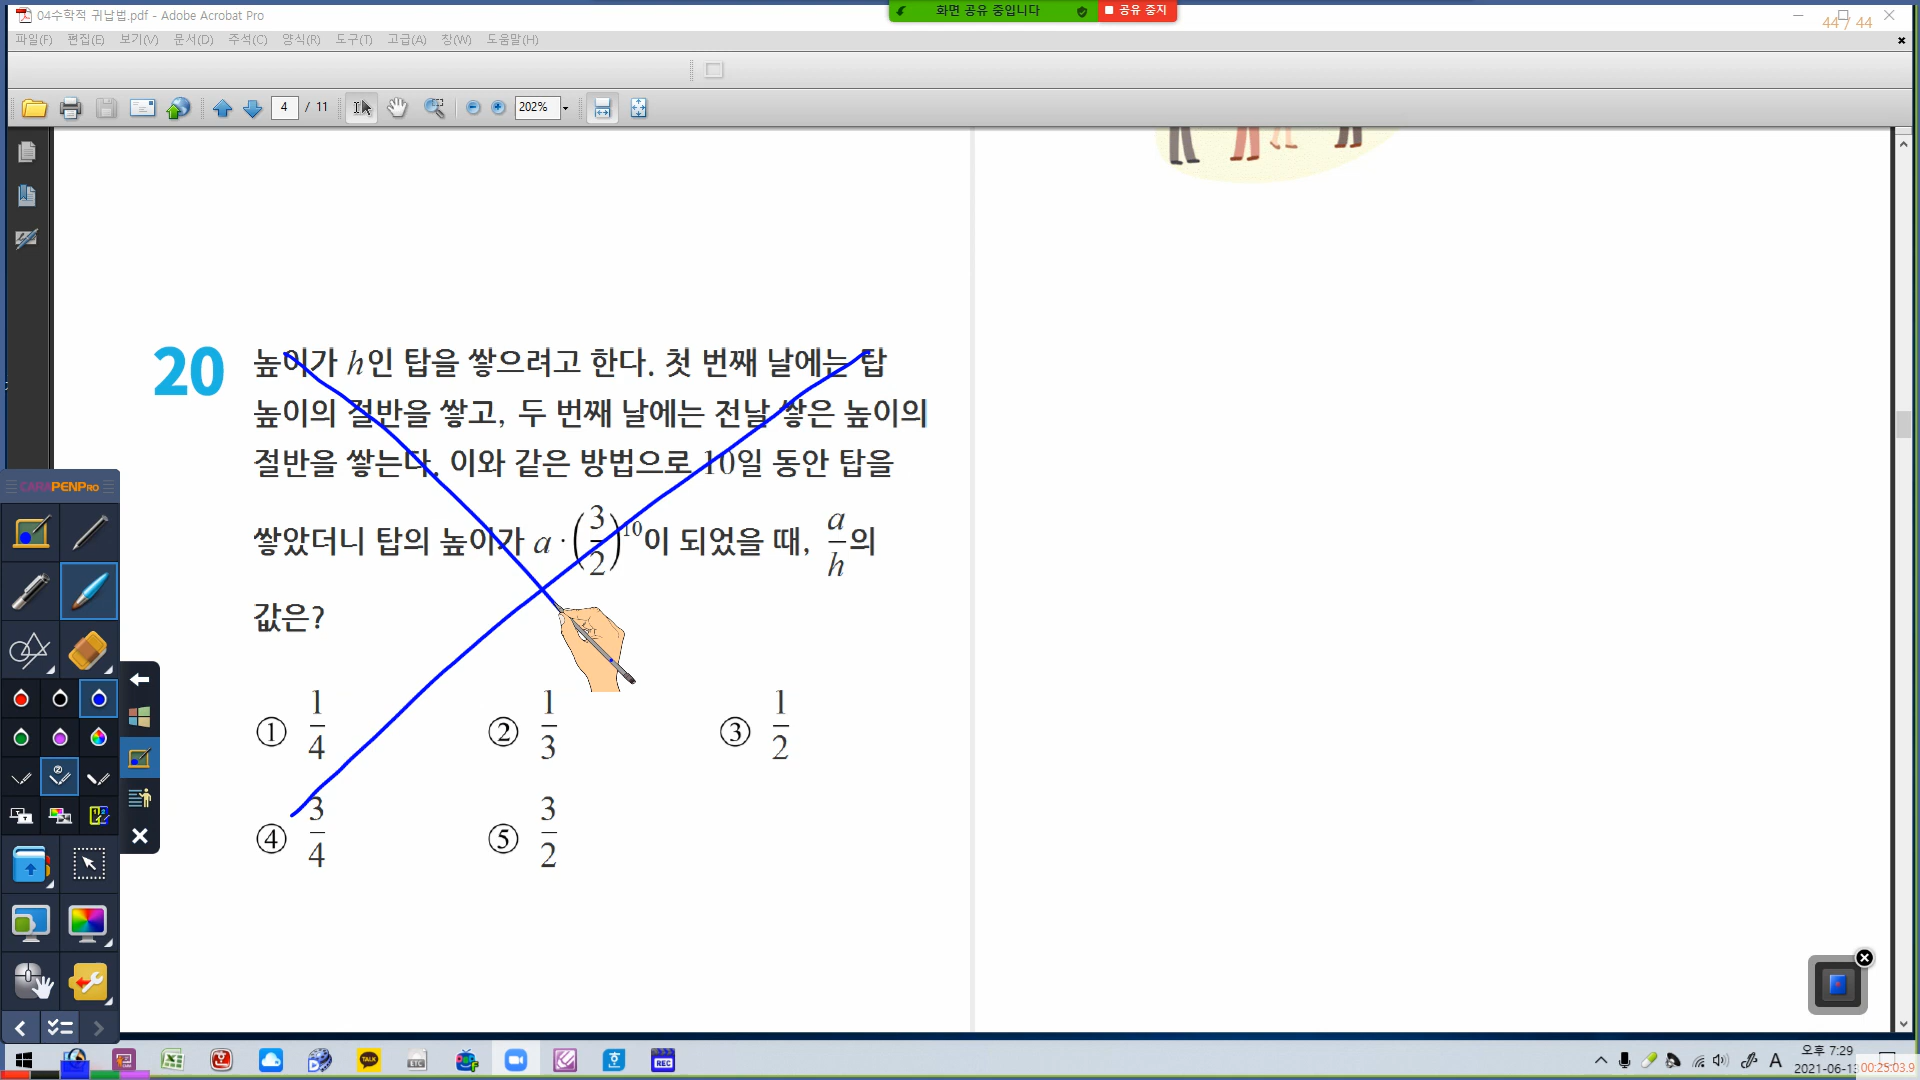 04수학적 귀납법.pdf - Adobe Acrobat Pro
화면 공유 중입니다
공유 중지
44 / 44
파일(F) 편집(E) 보기(V) 문서(D) 주석(C) 양식(R) 도구(T) 고급(A) 창(W) 도움말(H)
4 / 11
202%
20 높이가 h인 탑을 쌓으려고 한다. 첫 번째 날에는 탑
높이의 절반을 쌓고, 두 번째 날에는 전날 쌓은 높이의
절반을 쌓는다. 이와 같은 방법으로 10일 동안 탑을
쌓았더니 탑의 높이가 a · (3/2)^10이 되었을 때, a/h의
값은?
① 1/4 ② 1/3 ③ 1/2
④ 3/4 ⑤ 3/2
CARAPENPRO
TALK
ETC
REC
A
오후 7:29
2021-06-13
00:25:03.9